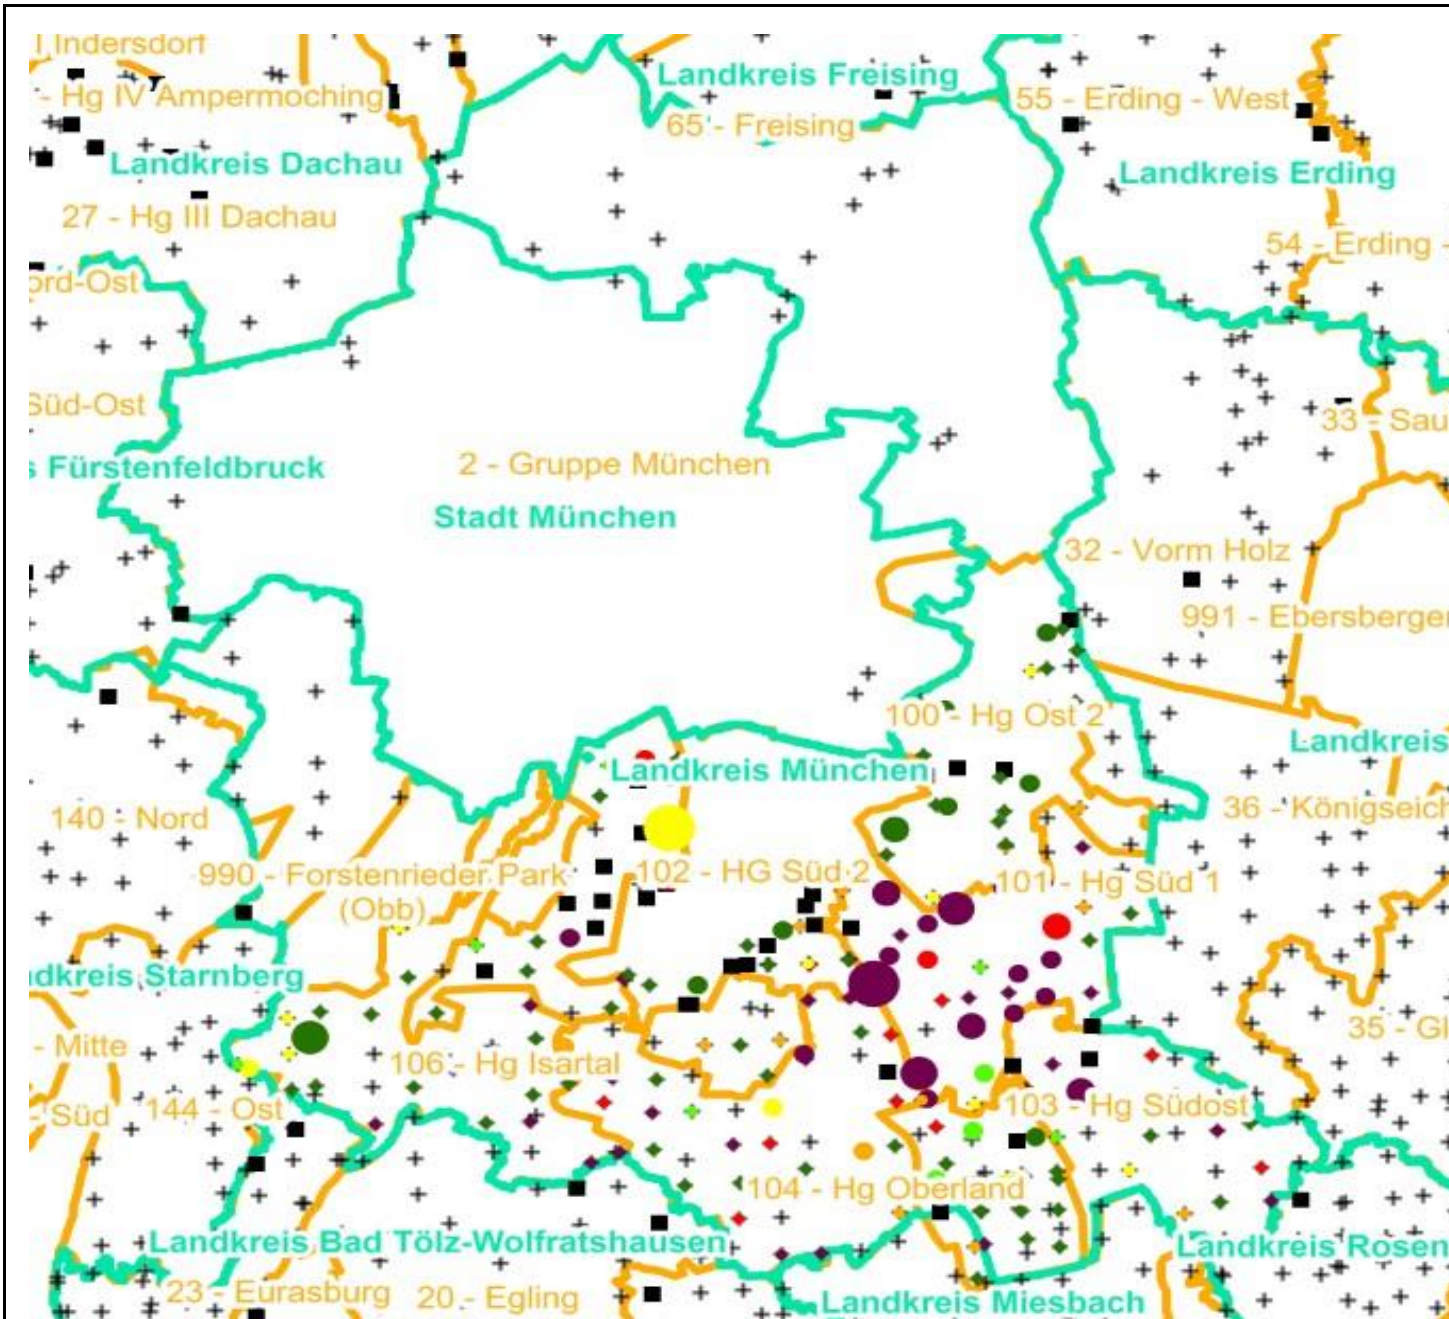 Indersdorf
Landkreis Freising
- Hg IV Ampermoching
55 - Erding - West
65 - Freising
Landkreis Dachau
Landkreis Erding
27 - Hg III Dachau
54 - Erding -
ord-Ost
Süd-Ost
33 - Sau
s Fürstenfeldbruck
2 - Gruppe München
Stadt München
32 - Vorm Holz
991 - Ebersberger
100 - Hg Ost 2
Landkreis
Landkreis München
36 - Königseich
140 - Nord
990 - Forstenrieder Park
(Obb)
102 - HG Süd 2
101 - Hg Süd 1
ndkreis Starnberg
35 - Gl
- Mitte
106 - Hg Isartal
- Süd
144 - Ost
103 - Hg Südost
104 - Hg Oberland
Landkreis Bad Tölz-Wolfratshausen
Landkreis Rosen
23 - Eurasburg
20 - Egling
Landkreis Miesbach